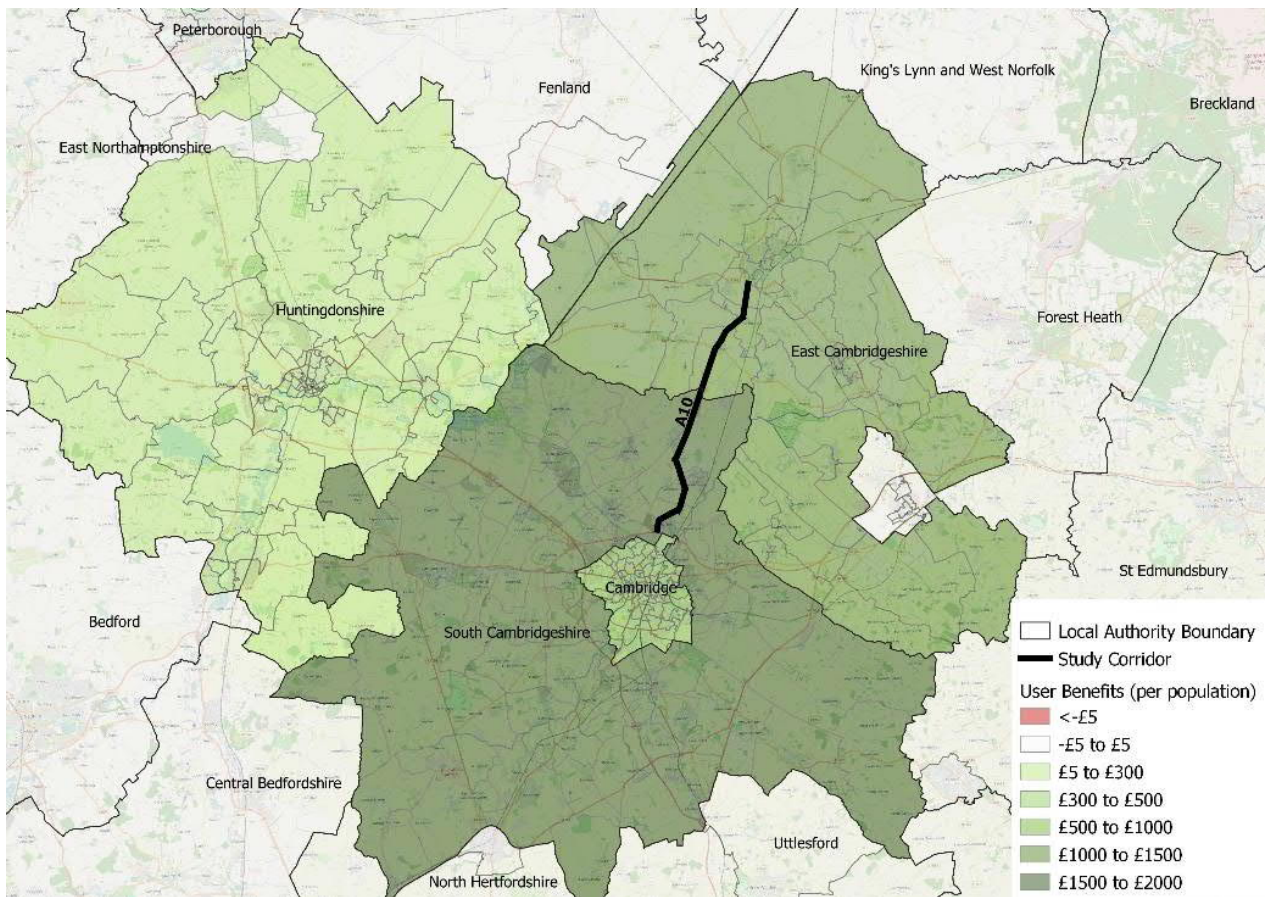 Peterborough
King's Lynn and West Norfolk
Fenland
Breckland
East Northamptonshire
Huntingdonshire
Forest Heath
East Cambridgeshire
A10
Cambridge
St Edmundsbury
Bedford
South Cambridgeshire
Central Bedfordshire
Uttlesford
North Hertfordshire
Local Authority Boundary
Study Corridor
User Benefits (per population)
<-£5
-£5 to £5
£5 to £300
£300 to £500
£500 to £1000
£1000 to £1500
£1500 to £2000